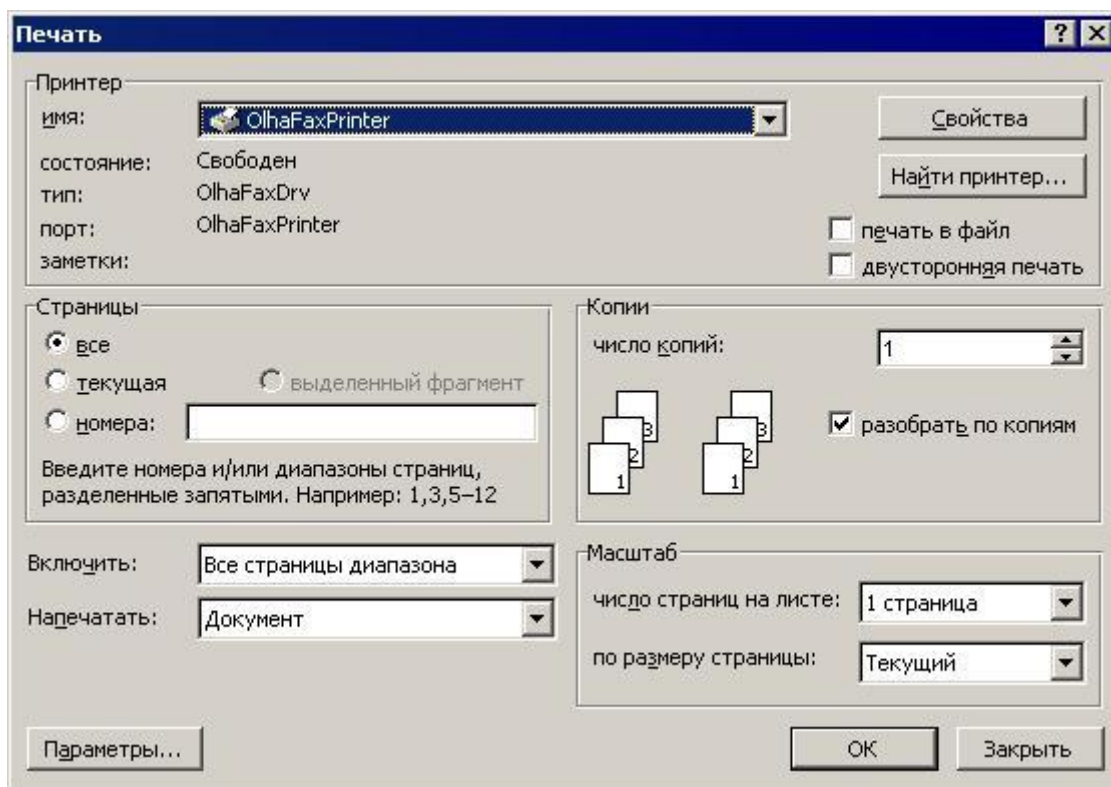 Печать
Принтер
имя:
OlhaFaxPrinter
Свойства
состояние:
Свободен
Найти принтер...
тип:
OlhaFaxDrv
порт:
OlhaFaxPrinter
печать в файл
заметки:
двусторонняя печать
Страницы
все
текущая
выделенный фрагмент
номера:
Введите номера и/или диапазоны страниц,
разделенные запятыми. Например: 1,3,5–12
Копии
число копий:
1
3
2
1
3
2
1
разобрать по копиям
Включить:
Все страницы диапазона
Напечатать:
Документ
Масштаб
число страниц на листе:
1 страница
по размеру страницы:
Текущий
Параметры...
ОК
Закрыть